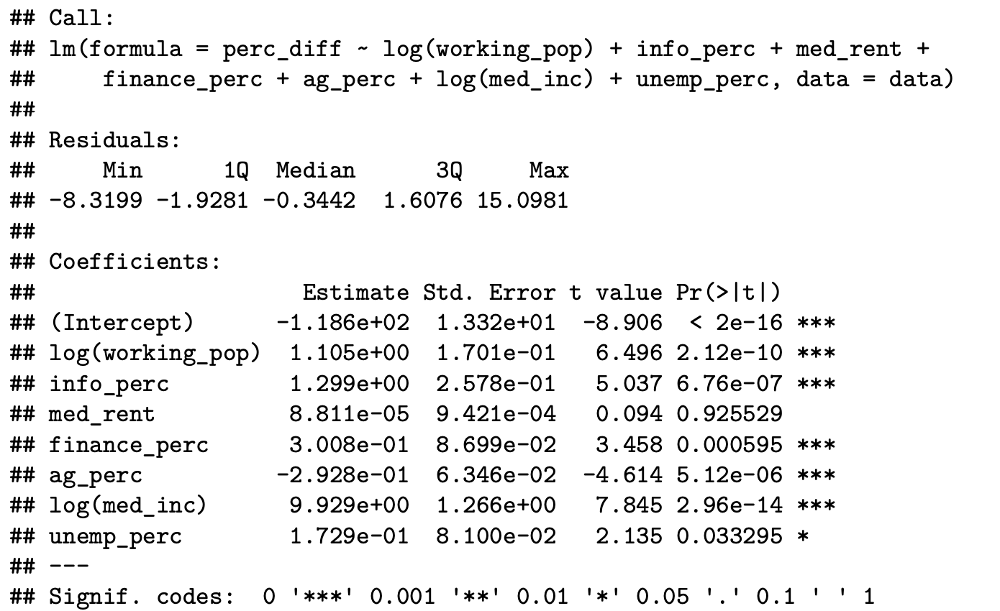 ## Call:
## lm(formula = perc_diff ~ log(working_pop) + info_perc + med_rent +
##     finance_perc + ag_perc + log(med_inc) + unemp_perc, data = data)
##
## Residuals:
##     Min      1Q  Median      3Q     Max
## -8.3199 -1.9281 -0.3442  1.6076 15.0981
##
## Coefficients:
##                    Estimate Std. Error t value Pr(>|t|)
## (Intercept)      -1.186e+02  1.332e+01  -8.906  < 2e-16 ***
## log(working_pop)  1.105e+00  1.701e-01   6.496 2.12e-10 ***
## info_perc         1.299e+00  2.578e-01   5.037 6.76e-07 ***
## med_rent          8.811e-05  9.421e-04   0.094 0.925529
## finance_perc      3.008e-01  8.699e-02   3.458 0.000595 ***
## ag_perc          -2.928e-01  6.346e-02  -4.614 5.12e-06 ***
## log(med_inc)      9.929e+00  1.266e+00   7.845 2.96e-14 ***
## unemp_perc        1.729e-01  8.100e-02   2.135 0.033295 *
## ---
## Signif. codes:  0 '***' 0.001 '**' 0.01 '*' 0.05 '.' 0.1 ' ' 1